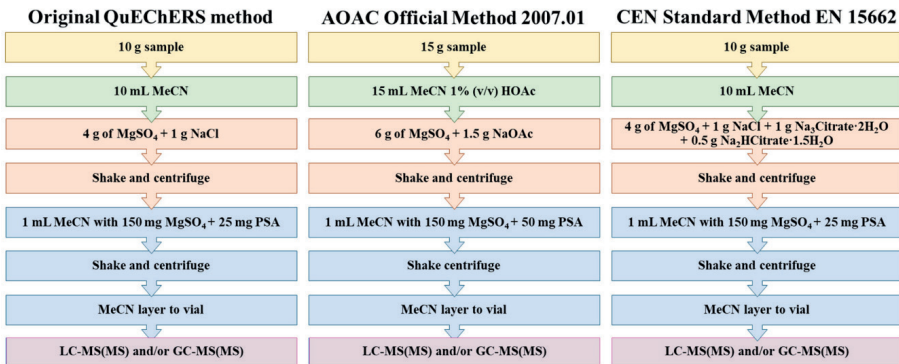 Original QuEChERS method
10 g sample
10 mL MeCN
4 g of MgSO₄ + 1 g NaCl
Shake and centrifuge
1 mL MeCN with 150 mg MgSO₄ + 25 mg PSA
Shake and centrifuge
MeCN layer to vial
LC-MS(MS) and/or GC-MS(MS)
AOAC Official Method 2007.01
15 g sample
15 mL MeCN 1% (v/v) HOAc
6 g of MgSO₄ + 1.5 g NaOAc
Shake and centrifuge
1 mL MeCN with 150 mg MgSO₄ + 50 mg PSA
Shake centrifuge
MeCN layer to vial
LC-MS(MS) and/or GC-MS(MS)
CEN Standard Method EN 15662
10 g sample
10 mL MeCN
4 g of MgSO₄ + 1 g NaCl + 1 g Na₃Citrate·2H₂O
+ 0.5 g Na₂HCitrate·1.5H₂O
Shake and centrifuge
1 mL MeCN with 150 mg MgSO₄ + 25 mg PSA
Shake and centrifuge
MeCN layer to vial
LC-MS(MS) and/or GC-MS(MS)